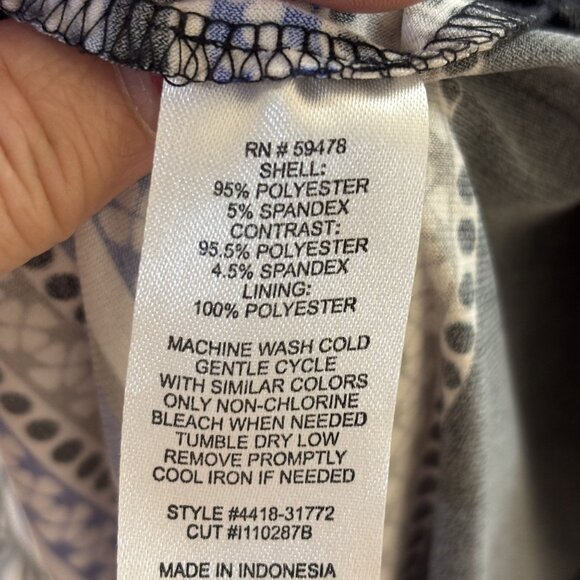 RN # 59478
SHELL:
95% POLYESTER
5% SPANDEX
CONTRAST:
95.5% POLYESTER
4.5% SPANDEX
LINING:
100% POLYESTER
MACHINE WASH COLD
GENTLE CYCLE
WITH SIMILAR COLORS
ONLY NON-CHLORINE
BLEACH WHEN NEEDED
TUMBLE DRY LOW
REMOVE PROMPTLY
COOL IRON IF NEEDED
STYLE #4418-31772
CUT #I110287B
MADE IN INDONESIA